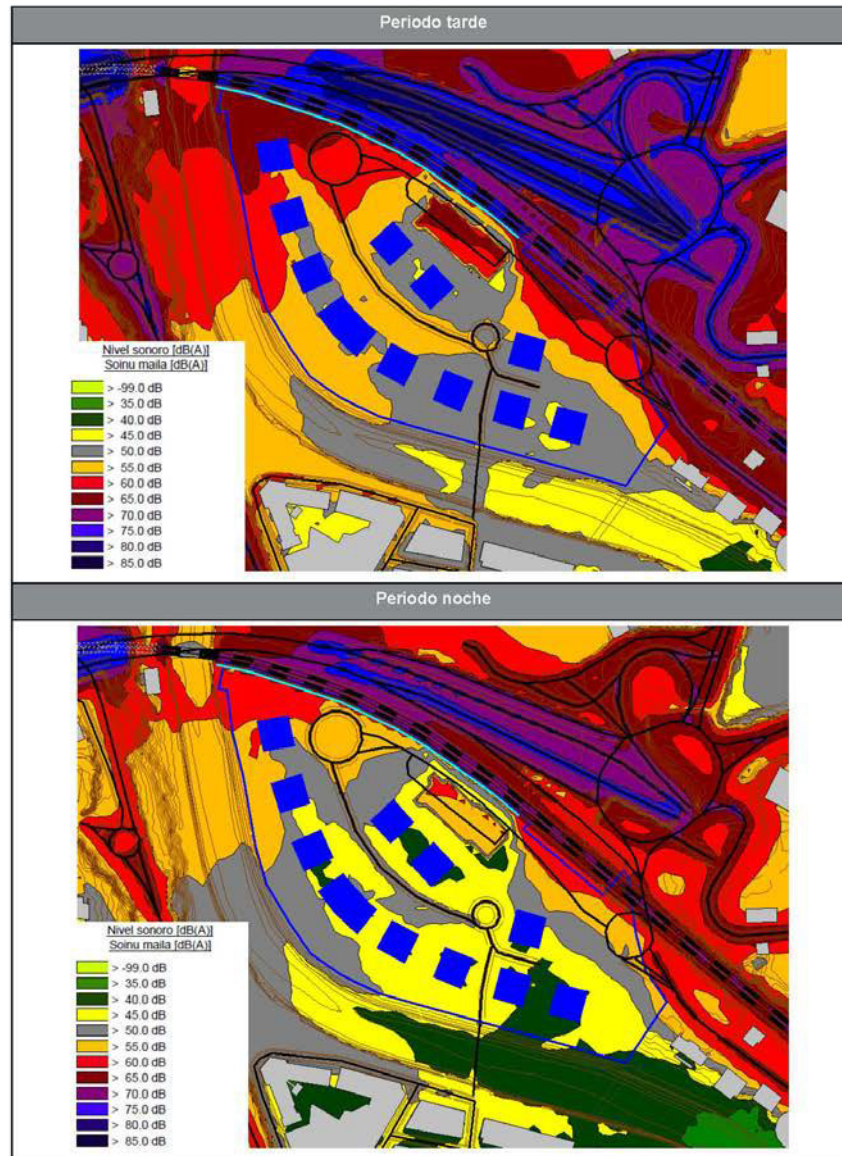 Periodo tarde
Nivel sonoro [dB(A)]
Soinu maila [dB(A)]
> -99.0 dB
> 35.0 dB
> 40.0 dB
> 45.0 dB
> 50.0 dB
> 55.0 dB
> 60.0 dB
> 65.0 dB
> 70.0 dB
> 75.0 dB
> 80.0 dB
> 85.0 dB
Periodo noche
Nivel sonoro [dB(A)]
Soinu maila [dB(A)]
> -99.0 dB
> 35.0 dB
> 40.0 dB
> 45.0 dB
> 50.0 dB
> 55.0 dB
> 60.0 dB
> 65.0 dB
> 70.0 dB
> 75.0 dB
> 80.0 dB
> 85.0 dB